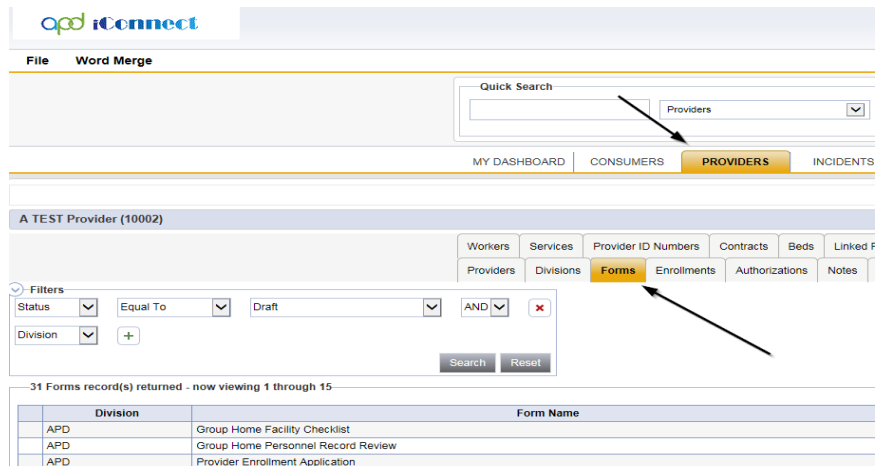 apd iConnect
File Word Merge
Quick Search
Providers
MY DASHBOARD CONSUMERS PROVIDERS INCIDENTS
A TEST Provider (10002)
Workers Services Provider ID Numbers Contracts Beds Linked
Providers Divisions Forms Enrollments Authorizations Notes
Filters
Status Equal To Draft AND
Division
Search Reset
31 Forms record(s) returned - now viewing 1 through 15
Division Form Name
APD Group Home Facility Checklist
APD Group Home Personnel Record Review
APD Provider Enrollment Application